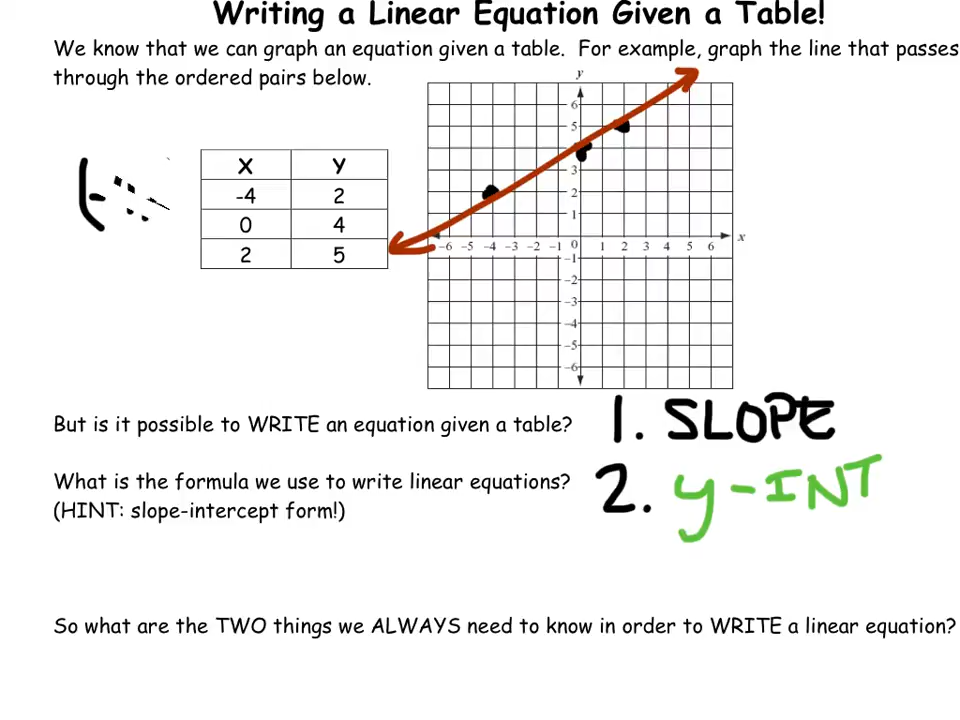 Writing a Linear Equation Given a Table!
We know that we can graph an equation given a table. For example, graph the line that passes
through the ordered pairs below.
X Y
-4 2
0 4
2 5
y
6
5
3
2
1
-6 -5 -4 -3 -2 -1 0 1 2 3 4 5 6 x
-1
-2
-3
-4
-5
-6
But is it possible to WRITE an equation given a table?
1. SLOPE
What is the formula we use to write linear equations?
(HINT: slope-intercept form!)
2. y-INT
So what are the TWO things we ALWAYS need to know in order to WRITE a linear equation?